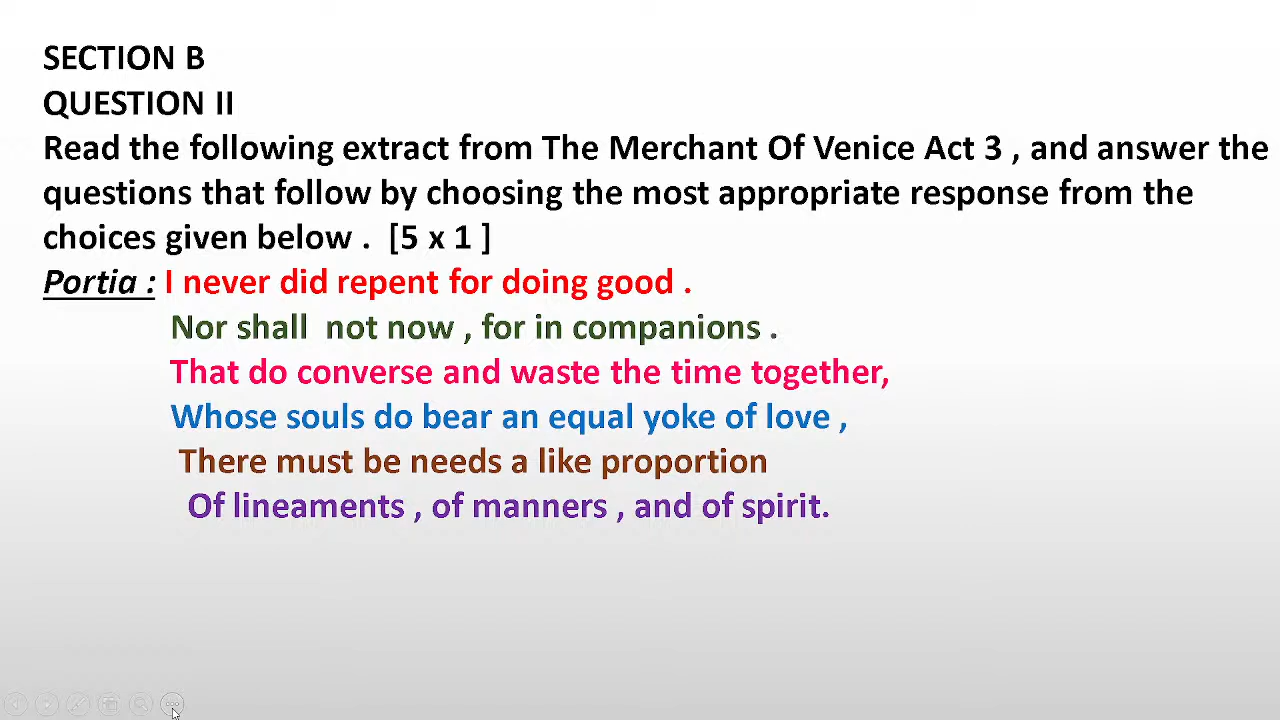 SECTION B
QUESTION II
Read the following extract from The Merchant Of Venice Act 3 , and answer the
questions that follow by choosing the most appropriate response from the
choices given below .  [5 x 1 ]
Portia : I never did repent for doing good .
Nor shall  not now , for in companions .
That do converse and waste the time together,
Whose souls do bear an equal yoke of love ,
There must be needs a like proportion
Of lineaments , of manners , and of spirit.